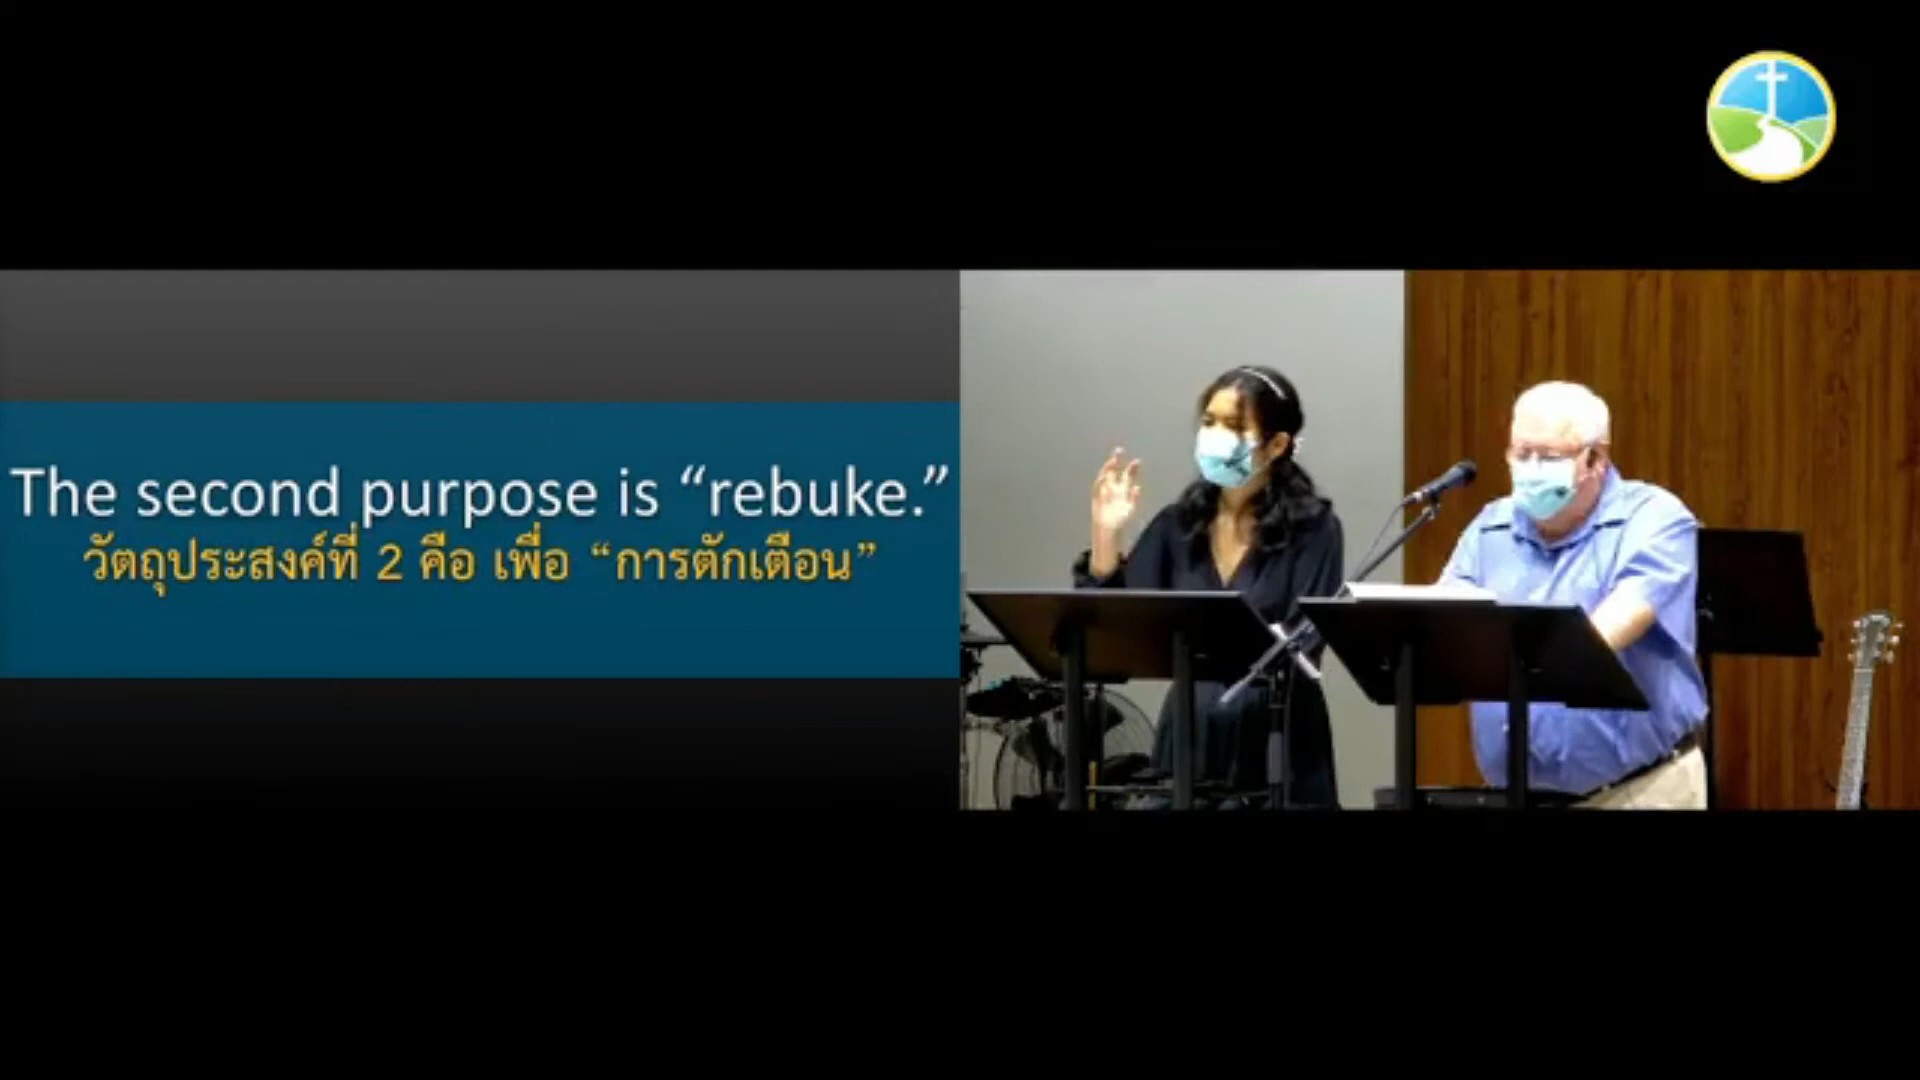 The second purpose is “rebuke.”
วัตถุประสงค์ที่ 2 คือ เพื่อ “การตักเตือน”